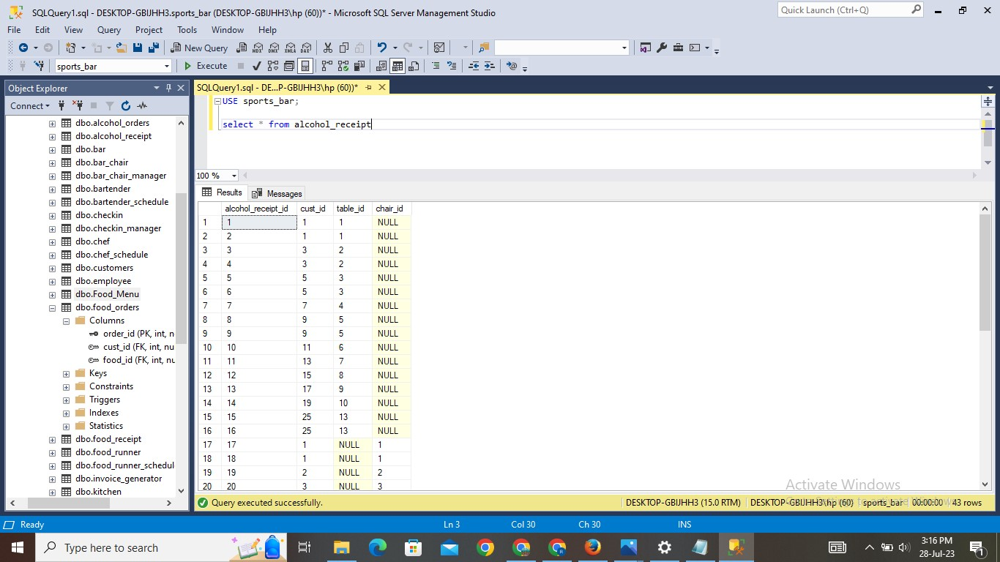 SQLQuery1.sql - DESKTOP-GBIJHH3.sports_bar (DESKTOP-GBIJHH3\hp (60))* - Microsoft SQL Server Management Studio
Quick Launch (Ctrl+Q)
File Edit View Query Project Tools Window Help
New Query MDX DMX XMLA DAX
sports_bar Execute
Object Explorer
Connect
dbo.alcohol_orders
dbo.alcohol_receipt
dbo.bar
dbo.bar_chair
dbo.bar_chair_manager
dbo.bartender
dbo.bartender_schedule
dbo.checkin
dbo.checkin_manager
dbo.chef
dbo.chef_schedule
dbo.customers
dbo.employee
dbo.Food_Menu
dbo.food_orders
Columns
order_id (PK, int, n
cust_id (FK, int, nu
food_id (FK, int, nu
Keys
Constraints
Triggers
Indexes
Statistics
dbo.food_receipt
dbo.food_runner
dbo.food_runner_schedul
dbo.invoice_generator
dbo.kitchen
SQLQuery1.sql - DE...P-GBIJHH3\hp (60))*
USE sports_bar;
select * from alcohol_receipt
100 %
Results Messages
alcohol_receipt_id cust_id table_id chair_id
1 1 1 1 NULL
2 2 1 1 NULL
3 3 3 2 NULL
4 4 3 2 NULL
5 5 5 3 NULL
6 6 5 3 NULL
7 7 7 4 NULL
8 8 9 5 NULL
9 9 9 5 NULL
10 10 11 6 NULL
11 11 13 7 NULL
12 12 15 8 NULL
13 13 17 9 NULL
14 14 19 10 NULL
15 15 25 13 NULL
16 16 25 13 NULL
17 17 1 NULL 1
18 18 1 NULL 1
19 19 2 NULL 2
20 20 3 NULL 3
Activate Windows
Go to Settings to activate Windows.
Query executed successfully.
DESKTOP-GBIJHH3 (15.0 RTM) DESKTOP-GBIJHH3\hp (60) sports_bar 00:00:00 43 rows
Ready Ln 3 Col 30 Ch 30 INS
Type here to search
3:16 PM
28-Jul-23
1